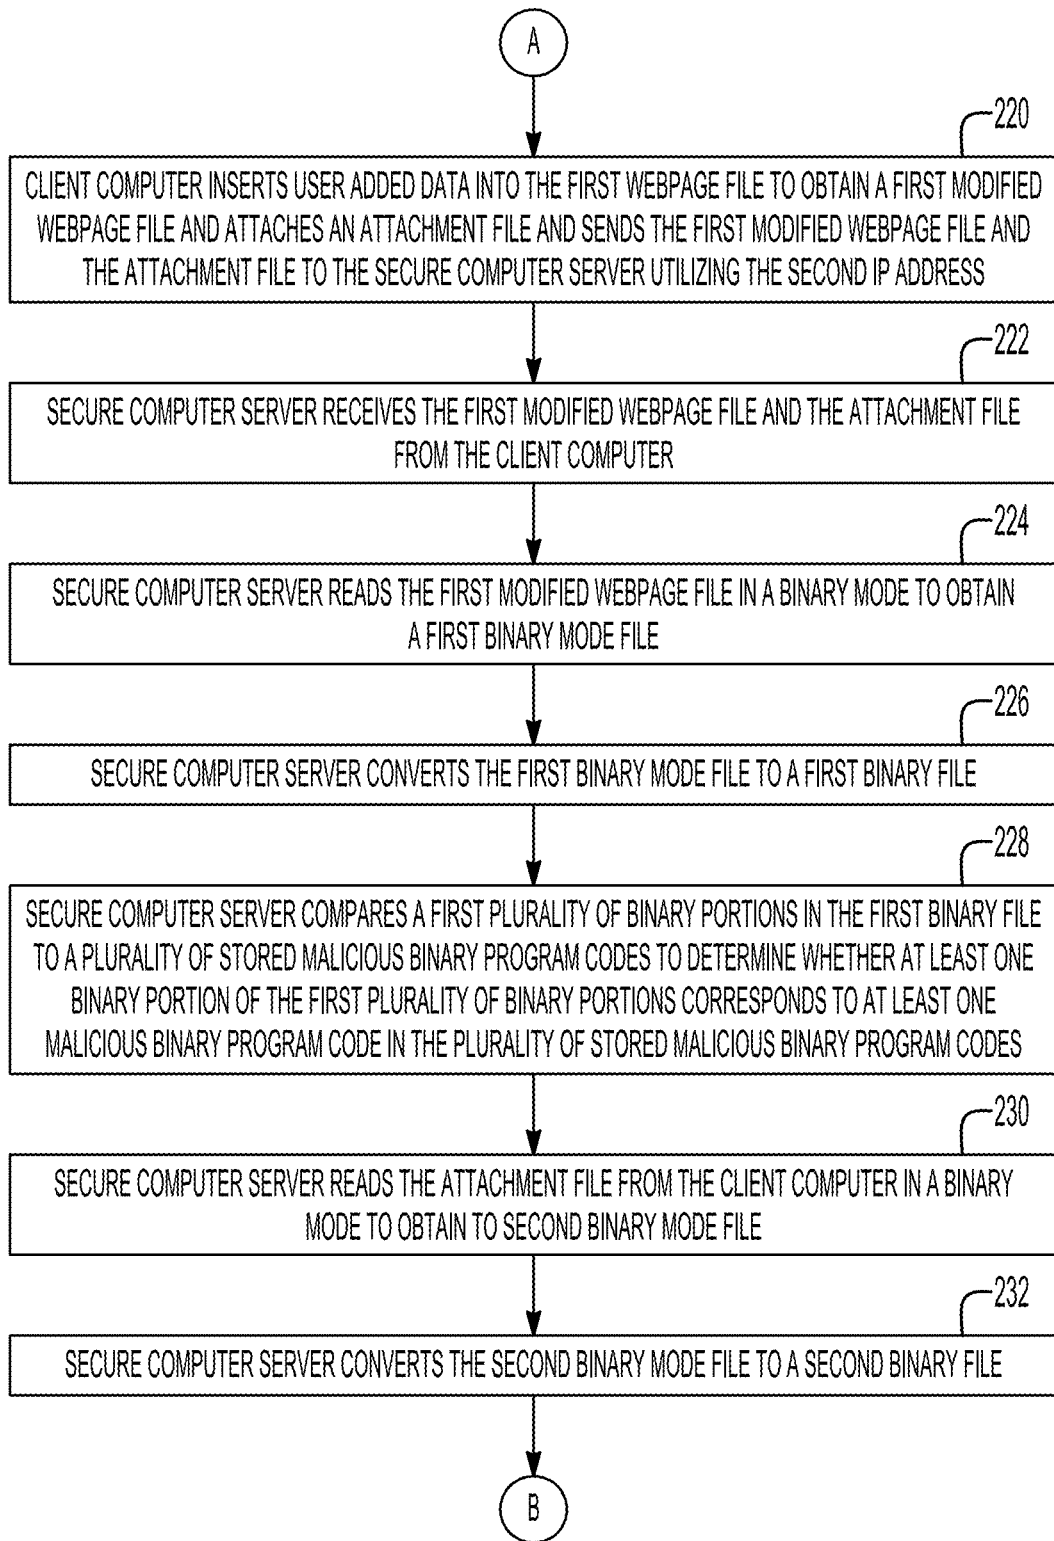 A
220
CLIENT COMPUTER INSERTS USER ADDED DATA INTO THE FIRST WEBPAGE FILE TO OBTAIN A FIRST MODIFIED
WEBPAGE FILE AND ATTACHES AN ATTACHMENT FILE AND SENDS THE FIRST MODIFIED WEBPAGE FILE AND
THE ATTACHMENT FILE TO THE SECURE COMPUTER SERVER UTILIZING THE SECOND IP ADDRESS
222
SECURE COMPUTER SERVER RECEIVES THE FIRST MODIFIED WEBPAGE FILE AND THE ATTACHMENT FILE
FROM THE CLIENT COMPUTER
224
SECURE COMPUTER SERVER READS THE FIRST MODIFIED WEBPAGE FILE IN A BINARY MODE TO OBTAIN
A FIRST BINARY MODE FILE
226
SECURE COMPUTER SERVER CONVERTS THE FIRST BINARY MODE FILE TO A FIRST BINARY FILE
228
SECURE COMPUTER SERVER COMPARES A FIRST PLURALITY OF BINARY PORTIONS IN THE FIRST BINARY FILE
TO A PLURALITY OF STORED MALICIOUS BINARY PROGRAM CODES TO DETERMINE WHETHER AT LEAST ONE
BINARY PORTION OF THE FIRST PLURALITY OF BINARY PORTIONS CORRESPONDS TO AT LEAST ONE
MALICIOUS BINARY PROGRAM CODE IN THE PLURALITY OF STORED MALICIOUS BINARY PROGRAM CODES
230
SECURE COMPUTER SERVER READS THE ATTACHMENT FILE FROM THE CLIENT COMPUTER IN A BINARY
MODE TO OBTAIN TO SECOND BINARY MODE FILE
232
SECURE COMPUTER SERVER CONVERTS THE SECOND BINARY MODE FILE TO A SECOND BINARY FILE
B